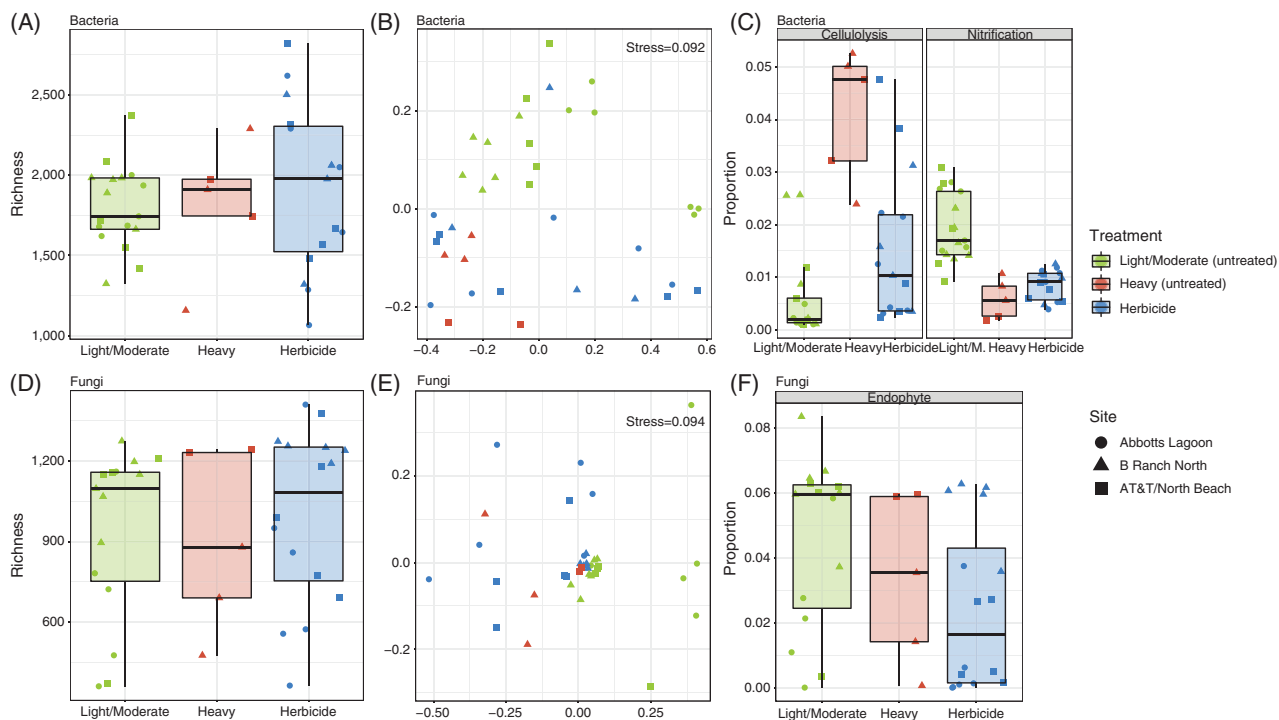 (A)
Bacteria
Richness
2,500
2,000
1,500
1,000
Light/Moderate
Heavy
Herbicide
(B)
Bacteria
Stress=0.092
0.2
0.0
−0.2
−0.4
−0.2
0.0
0.2
0.4
0.6
(C)
Bacteria
Cellulolysis
Nitrification
Proportion
0.05
0.04
0.03
0.02
0.01
0.00
Light/Moderate
Heavy
Herbicide
Light/M.
Heavy
Herbicide
Treatment
Light/Moderate (untreated)
Heavy (untreated)
Herbicide
(D)
Fungi
Richness
1,200
900
600
Light/Moderate
Heavy
Herbicide
(E)
Fungi
Stress=0.094
0.2
0.0
−0.2
−0.50
−0.25
0.00
0.25
(F)
Fungi
Endophyte
Proportion
0.08
0.06
0.04
0.02
0.00
Light/Moderate
Heavy
Herbicide
Site
Abbotts Lagoon
B Ranch North
AT&T/North Beach